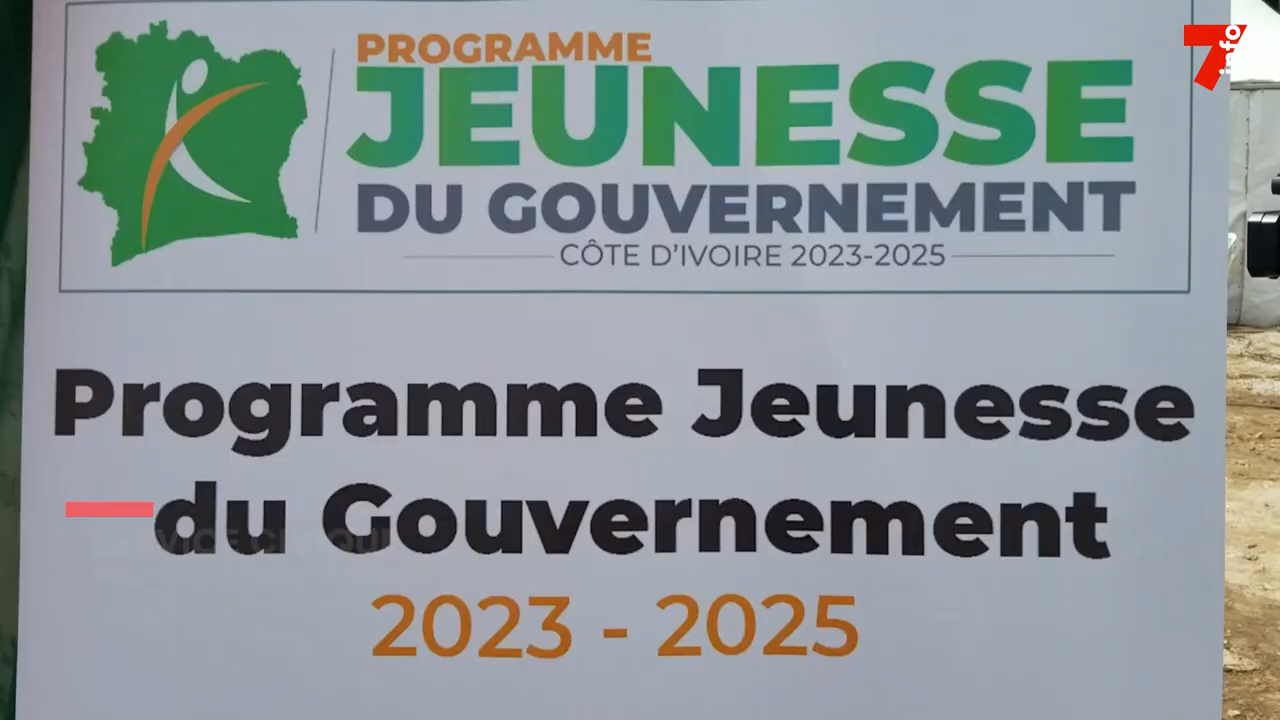 PROGRAMME
JEUNESSE
DU GOUVERNEMENT
CÔTE D'IVOIRE 2023-2025
Programme Jeunesse
du Gouvernement
2023 - 2025
7info